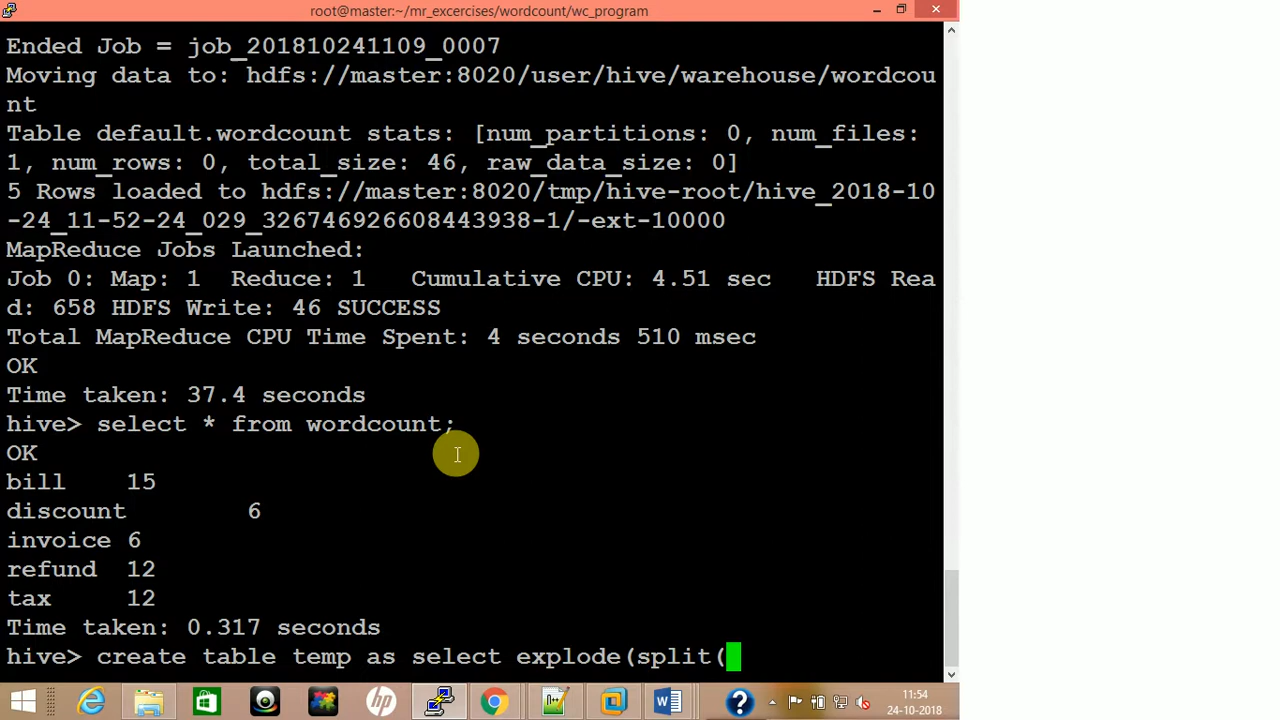 root@master:~/mr_excercises/wordcount/wc_program
Ended Job = job_201810241109_0007
Moving data to: hdfs://master:8020/user/hive/warehouse/wordcou
nt
Table default.wordcount stats: [num_partitions: 0, num_files:
1, num_rows: 0, total_size: 46, raw_data_size: 0]
5 Rows loaded to hdfs://master:8020/tmp/hive-root/hive_2018-10
-24_11-52-24_029_326746926608443938-1/-ext-10000
MapReduce Jobs Launched:
Job 0: Map: 1  Reduce: 1   Cumulative CPU: 4.51 sec   HDFS Rea
d: 658 HDFS Write: 46 SUCCESS
Total MapReduce CPU Time Spent: 4 seconds 510 msec
OK
Time taken: 37.4 seconds
hive> select * from wordcount;
OK
bill    15
discount        6
invoice 6
refund  12
tax     12
Time taken: 0.317 seconds
hive> create table temp as select explode(split(
11:54
24-10-2018